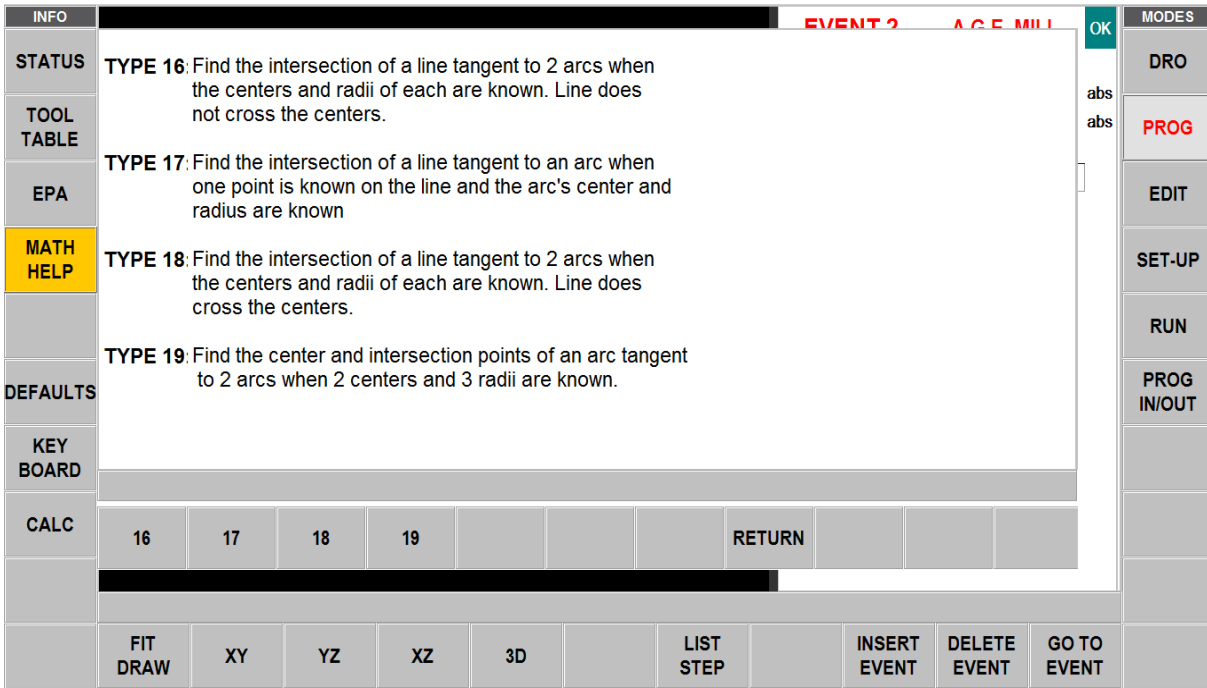 INFO
MODES
EVENT 2 A.G.E. MILL
OK
STATUS
TOOL
TABLE
EPA
MATH
HELP
DEFAULTS
KEY
BOARD
CALC
TYPE 16: Find the intersection of a line tangent to 2 arcs when
the centers and radii of each are known. Line does
not cross the centers.
TYPE 17: Find the intersection of a line tangent to an arc when
one point is known on the line and the arc's center and
radius are known
TYPE 18: Find the intersection of a line tangent to 2 arcs when
the centers and radii of each are known. Line does
cross the centers.
TYPE 19: Find the center and intersection points of an arc tangent
to 2 arcs when 2 centers and 3 radii are known.
abs
abs
DRO
PROG
EDIT
SET-UP
RUN
PROG
IN/OUT
16 17 18 19 RETURN
FIT
DRAW
XY
YZ
XZ
3D
LIST
STEP
INSERT
EVENT
DELETE
EVENT
GO TO
EVENT